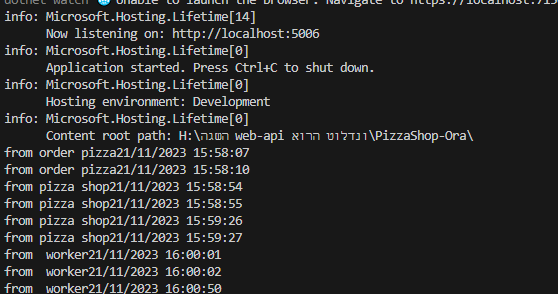 dotnet watch 🌐 Unable to launch the browser. Navigate to https://localhost:715
info: Microsoft.Hosting.Lifetime[14]
Now listening on: http://localhost:5006
info: Microsoft.Hosting.Lifetime[0]
Application started. Press Ctrl+C to shut down.
info: Microsoft.Hosting.Lifetime[0]
Hosting environment: Development
info: Microsoft.Hosting.Lifetime[0]
Content root path: H:\הגשה web-api אורה טולדנו\PizzaShop-Ora\
from order pizza21/11/2023 15:58:07
from order pizza21/11/2023 15:58:10
from pizza shop21/11/2023 15:58:54
from pizza shop21/11/2023 15:58:55
from pizza shop21/11/2023 15:59:26
from pizza shop21/11/2023 15:59:27
from  worker21/11/2023 16:00:01
from  worker21/11/2023 16:00:02
from  worker21/11/2023 16:00:50